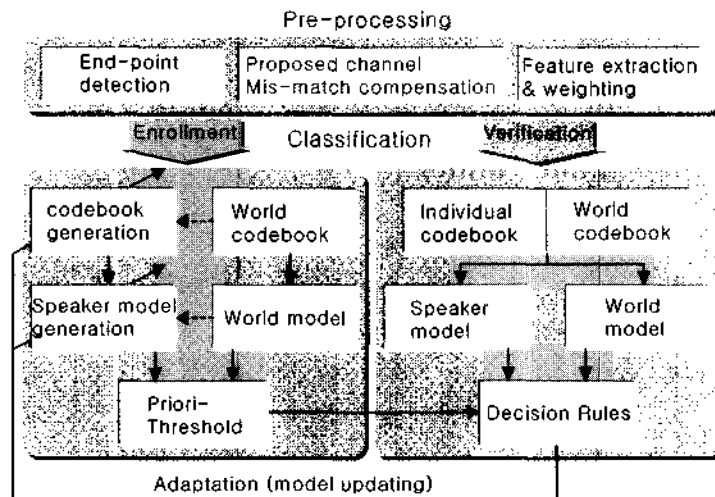 Pre-processing
End-point
detection
Proposed channel
Mis-match compensation
Feature extraction
& weighting
Enrollment
Classification
Verification
codebook
generation
World
codebook
Individual
codebook
World
codebook
Speaker model
generation
World model
Speaker
model
World
model
Priori-
Threshold
Decision Rules
Adaptation (model updating)